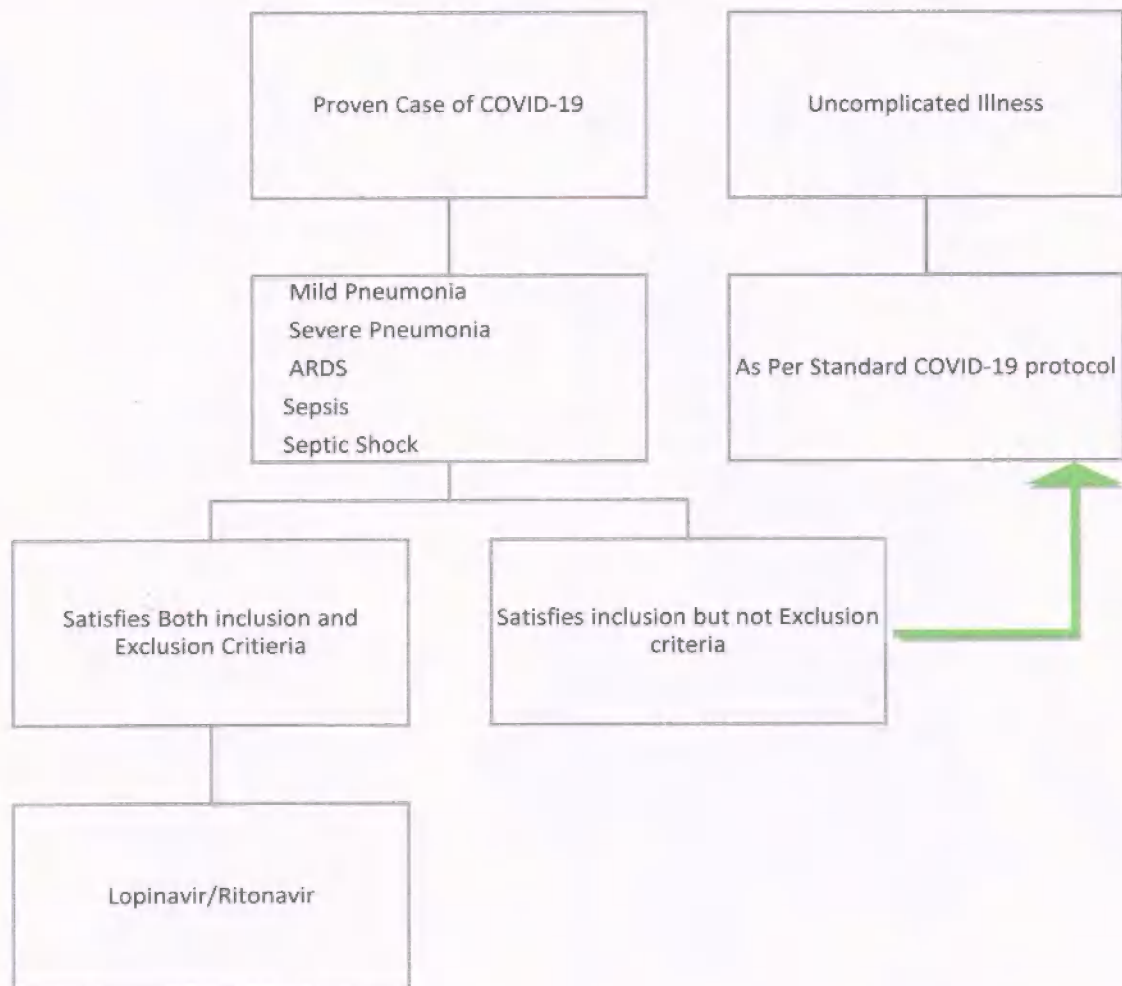 Proven Case of COVID-19
Uncomplicated Illness
Mild Pneumonia
Severe Pneumonia
ARDS
Sepsis
Septic Shock
As Per Standard COVID-19 protocol
Satisfies Both inclusion and
Exclusion Critieria
Satisfies inclusion but not Exclusion
criteria
Lopinavir/Ritonavir